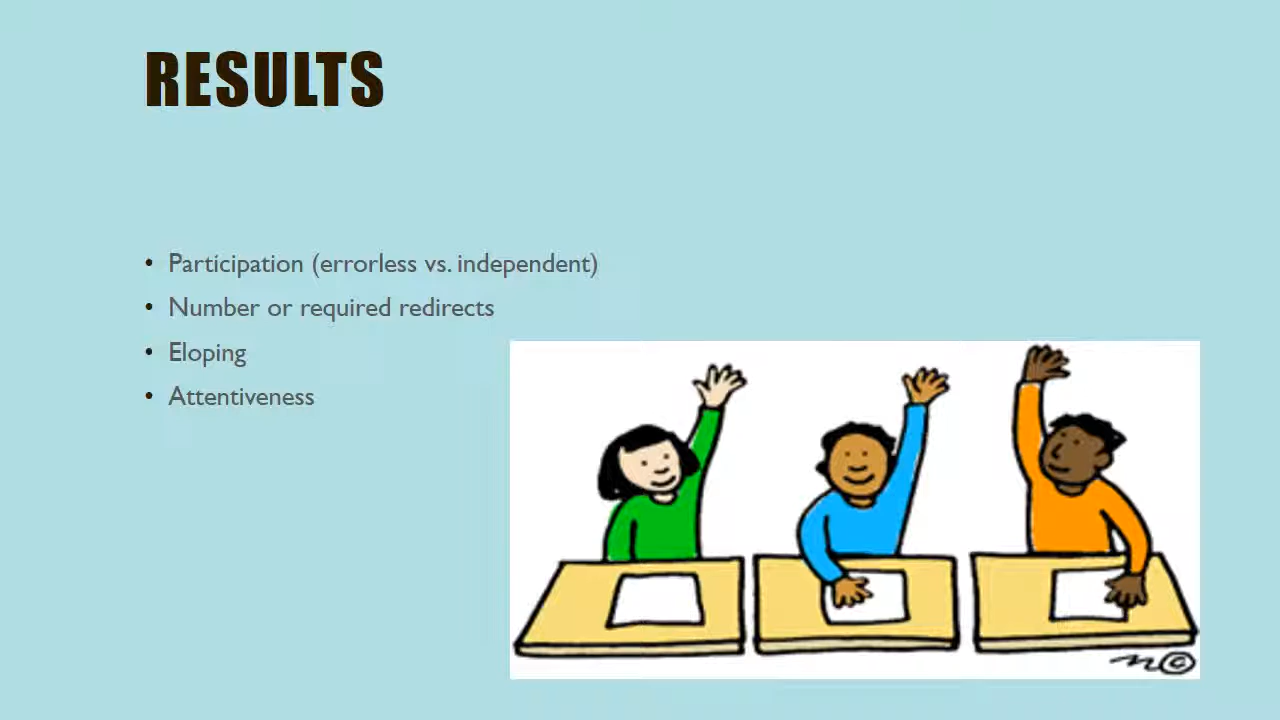 RESULTS
• Participation (errorless vs. independent)
• Number or required redirects
• Eloping
• Attentiveness